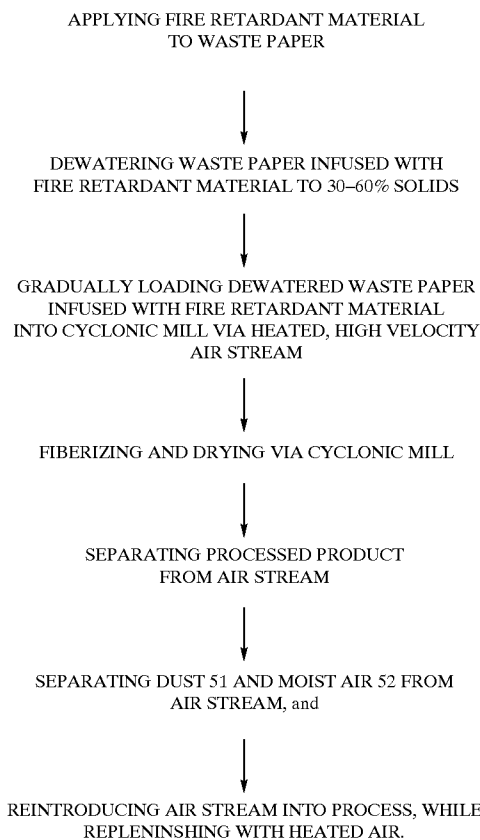 APPLYING FIRE RETARDANT MATERIAL
TO WASTE PAPER
DEWATERING WASTE PAPER INFUSED WITH
FIRE RETARDANT MATERIAL TO 30–60% SOLIDS
GRADUALLY LOADING DEWATERED WASTE PAPER
INFUSED WITH FIRE RETARDANT MATERIAL
INTO CYCLONIC MILL VIA HEATED, HIGH VELOCITY
AIR STREAM
FIBERIZING AND DRYING VIA CYCLONIC MILL
SEPARATING PROCESSED PRODUCT
FROM AIR STREAM
SEPARATING DUST 51 AND MOIST AIR 52 FROM
AIR STREAM, and
REINTRODUCING AIR STREAM INTO PROCESS, WHILE
REPLENINSHING WITH HEATED AIR.